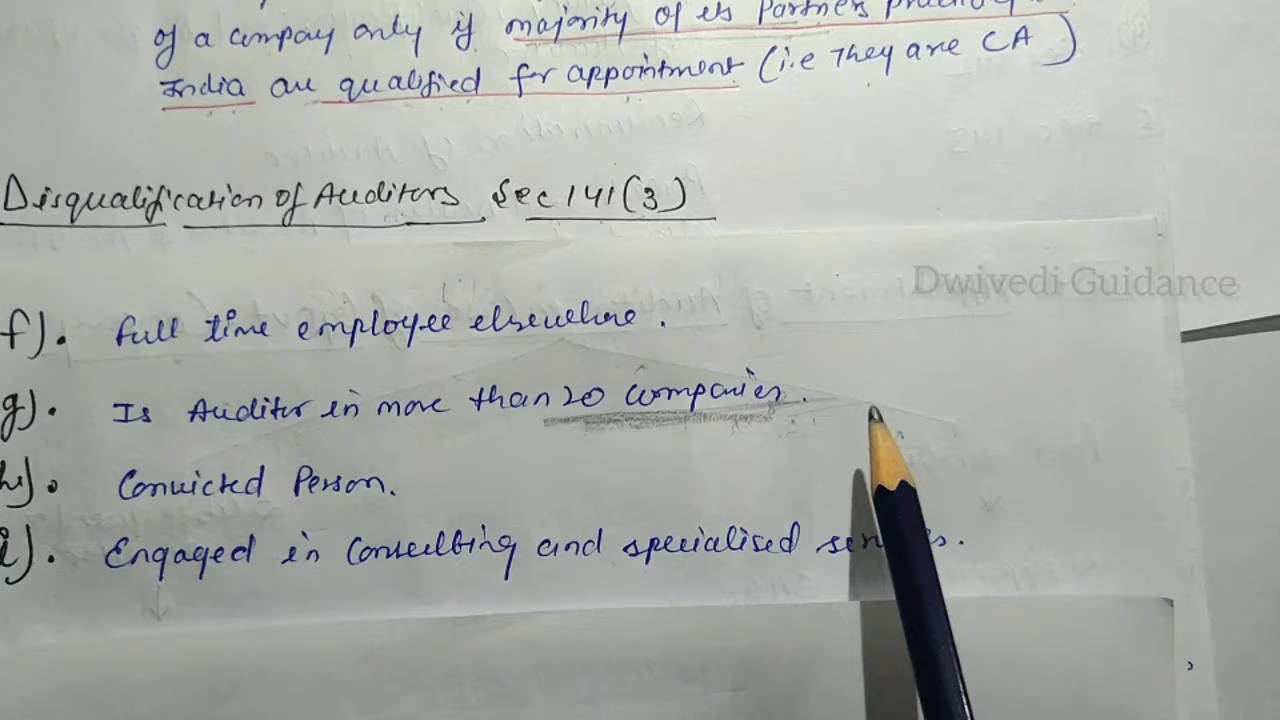 of a compay only if majority of its Partners
India are qualified for appointment (i.e They are CA)
Disqualification of Auditors Sec 141(3)
Dwivedi Guidance
f). full time employee elsewhere.
g). Is Auditor in more than 20 companies.
h). Convicted Person.
i). Engaged in Consulting and specialised